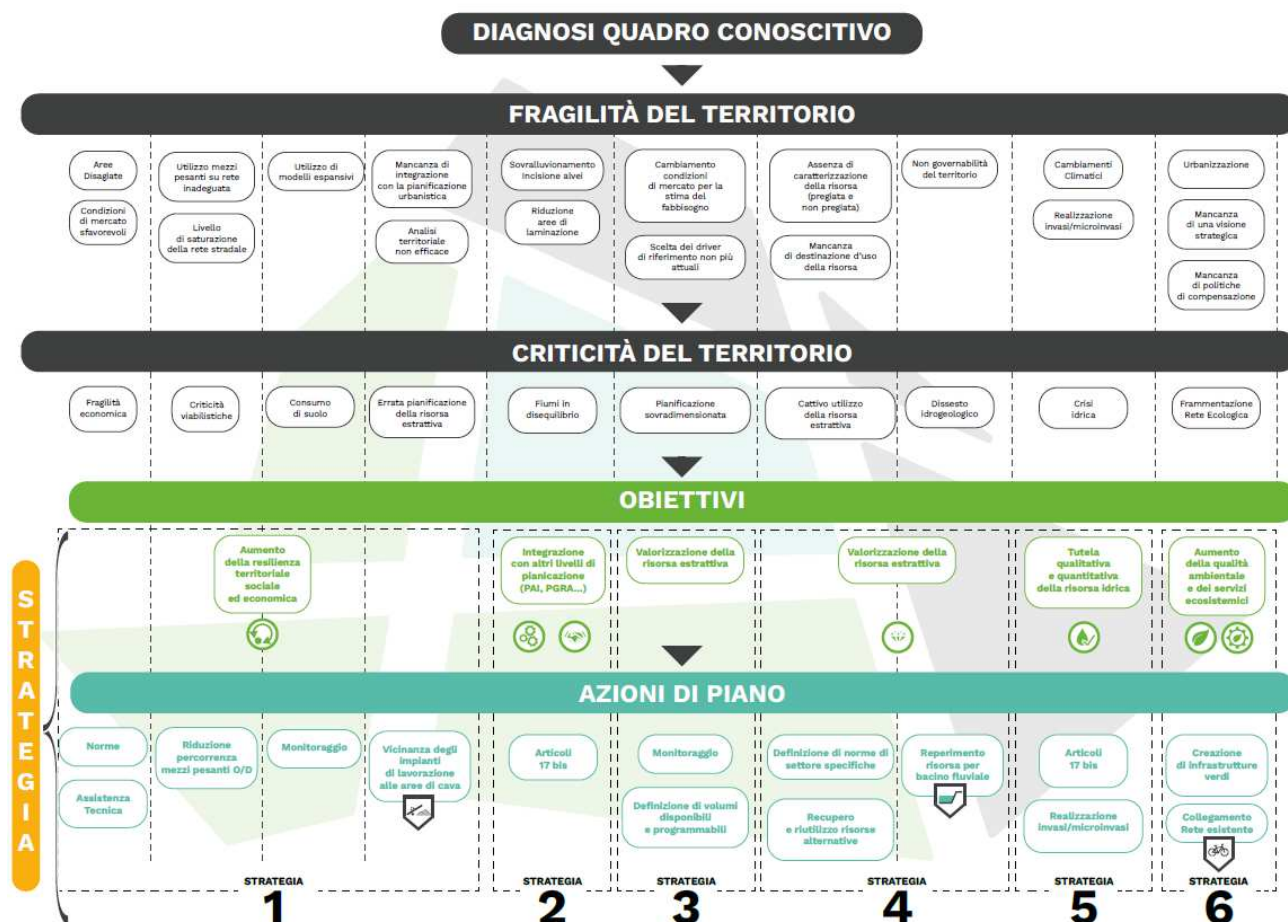 DIAGNOSI QUADRO CONOSCITIVO
FRAGILITÀ DEL TERRITORIO
Aree
Disagiate
Condizioni
di mercato
sfavorevoli
Utilizzo mezzi
pesanti su rete
inadeguata
Livello
di saturazione
della rete stradale
Utilizzo di
modelli espansivi
Mancanza di
integrazione
con la pianificazione
urbanistica
Analisi
territoriale
non efficace
Sovralluvionamento
incisione alvei
Riduzione
aree di
laminazione
Cambiamento
condizioni
di mercato per la
stima del
fabbisogno
Scelta dei driver
di riferimento non più
attuali
Assenza di
caratterizzazione
della risorsa
(pregiata e
non pregiata)
Mancanza
di destinazione d'uso
della risorsa
Non governabilità
del territorio
Cambiamenti
Climatici
Realizzazione
invasi/microinvasi
Urbanizzazione
Mancanza
di una visione
strategica
Mancanza
di politiche
di compensazione
CRITICITÀ DEL TERRITORIO
Fragilità
economica
Criticità
viabilistiche
Consumo
di suolo
Errata pianificazione
della risorsa
estrattiva
Fiumi in
disequilibrio
Pianificazione
sovradimensionata
Cattivo utilizzo
della risorsa
estrattiva
Dissesto
idrogeologico
Crisi
idrica
Frammentazione
Rete Ecologica
OBIETTIVI
Aumento
della resilienza
territoriale
sociale
ed economica
Integrazione
con altri livelli di
pianicazione
(PAI, PGRA...)
Valorizzazione della
risorsa estrattiva
Valorizzazione della
risorsa estrattiva
Tutela
qualitativa
e quantitativa
della risorsa idrica
Aumento
della qualità
ambientale
e dei servizi
ecosistemici
STRATEGIA
AZIONI DI PIANO
Norme
Assistenza
Tecnica
Riduzione
percorrenza
mezzi pesanti O/D
Monitoraggio
Vicinanza degli
impianti
di lavorazione
alle aree di cava
Articoli
17 bis
Monitoraggio
Definizione di volumi
disponibili
e programmabili
Definizione di norme di
settore specifiche
Recupero
e riutilizzo risorse
alternative
Reperimento
risorsa per
bacino fluviale
Articoli
17 bis
Realizzazione
invasi/microinvasi
Creazione
di infrastrutture
verdi
Collegamento
Rete esistente
STRATEGIA
1
STRATEGIA
2
STRATEGIA
3
STRATEGIA
4
STRATEGIA
5
STRATEGIA
6